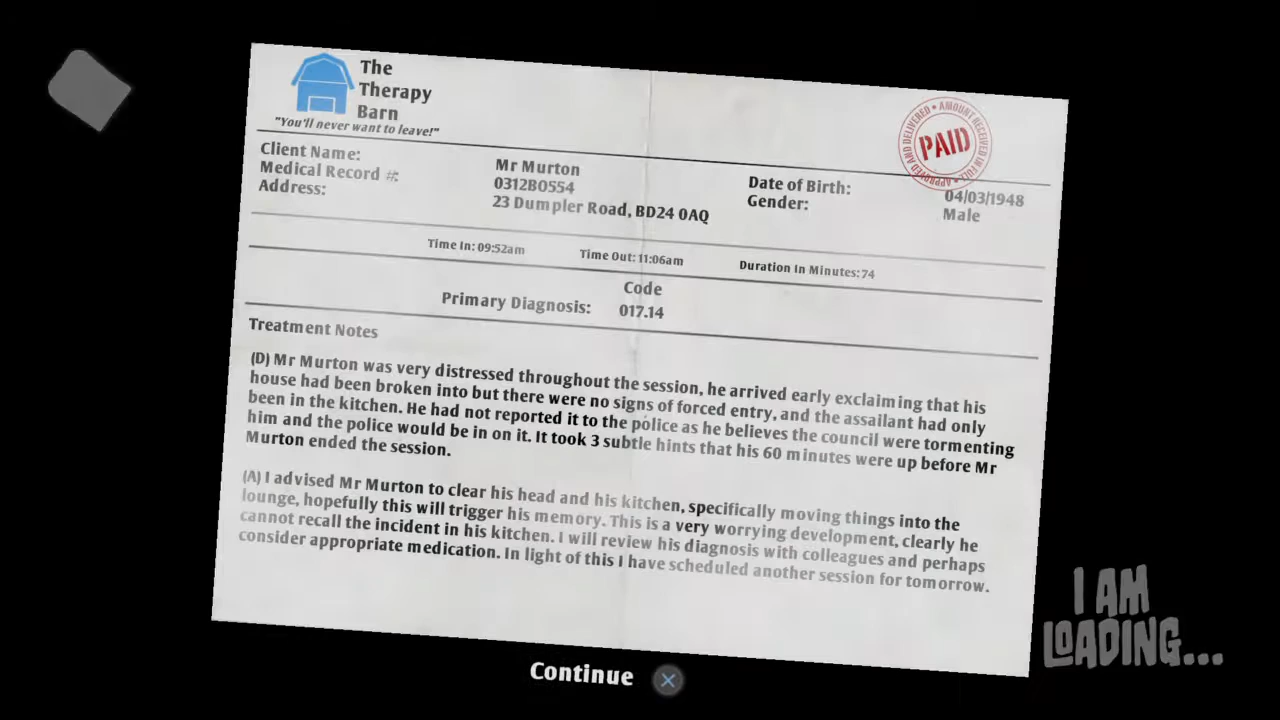 The
Therapy
Barn
"You'll never want to leave!"
APPROVED AND DELIVERED • AMOUNT RECEIVED IN FULL •
PAID
Client Name: Mr Murton Date of Birth: 04/03/1948
Medical Record #: 0312B0554 Gender: Male
Address: 23 Dumpler Road, BD24 0AQ
Time In: 09:52am Time Out: 11:06am Duration In Minutes: 74
Code
Primary Diagnosis: 017.14
Treatment Notes
(D) Mr Murton was very distressed throughout the session, he arrived early exclaiming that his
house had been broken into but there were no signs of forced entry, and the assailant had only
been in the kitchen. He had not reported it to the police as he believes the council were tormenting
him and the police would be in on it. It took 3 subtle hints that his 60 minutes were up before Mr
Murton ended the session.
(A) I advised Mr Murton to clear his head and his kitchen, specifically moving things into the
lounge, hopefully this will trigger his memory. This is a very worrying development, clearly he
cannot recall the incident in his kitchen. I will review his diagnosis with colleagues and perhaps
consider appropriate medication. In light of this I have scheduled another session for tomorrow.
I AM
LOADING...
Continue